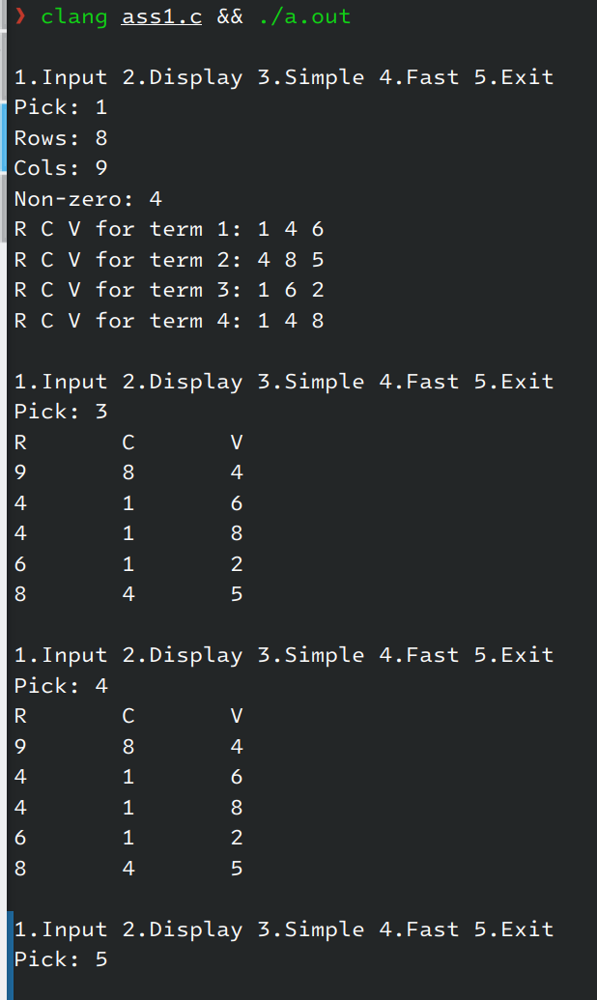 ❯ clang ass1.c && ./a.out
1.Input 2.Display 3.Simple 4.Fast 5.Exit
Pick: 1
Rows: 8
Cols: 9
Non-zero: 4
R C V for term 1: 1 4 6
R C V for term 2: 4 8 5
R C V for term 3: 1 6 2
R C V for term 4: 1 4 8
1.Input 2.Display 3.Simple 4.Fast 5.Exit
Pick: 3
R C V
9 8 4
4 1 6
4 1 8
6 1 2
8 4 5
1.Input 2.Display 3.Simple 4.Fast 5.Exit
Pick: 4
R C V
9 8 4
4 1 6
4 1 8
6 1 2
8 4 5
1.Input 2.Display 3.Simple 4.Fast 5.Exit
Pick: 5